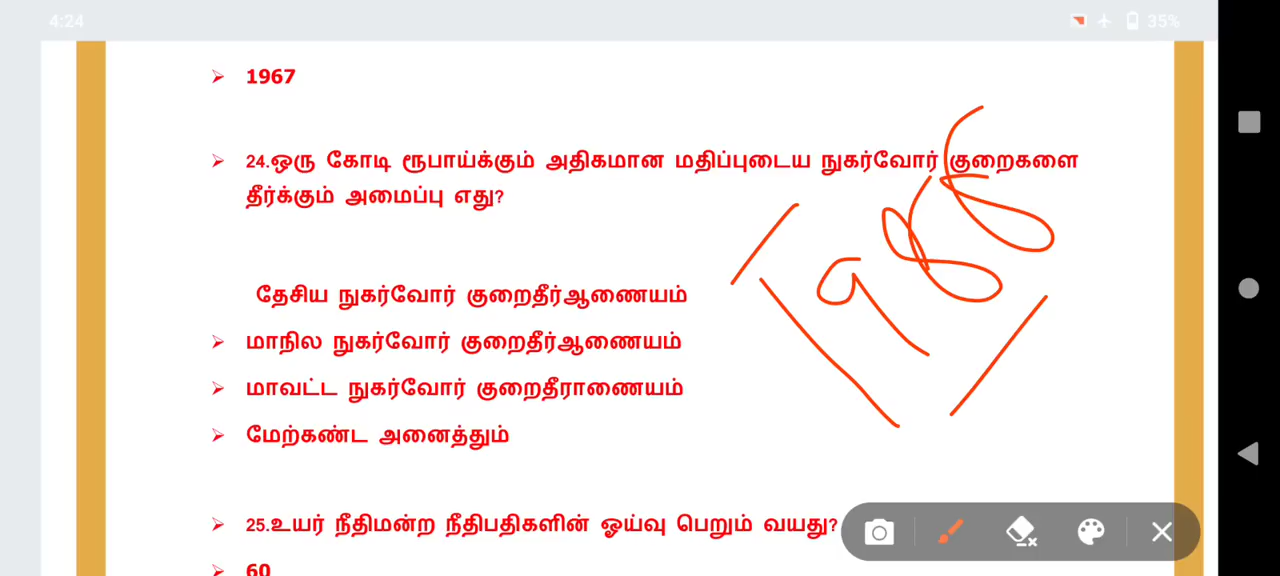 4:24
35%
➢ 1967
➢ 24.ஒரு கோடி ரூபாய்க்கும் அதிகமான மதிப்புடைய நுகர்வோர் குறைகளை
தீர்க்கும் அமைப்பு எது?
தேசிய நுகர்வோர் குறைதீர்ஆணையம்
➢ மாநில நுகர்வோர் குறைதீர்ஆணையம்
➢ மாவட்ட நுகர்வோர் குறைதீராணையம்
➢ மேற்கண்ட அனைத்தும்
1986
➢ 25.உயர் நீதிமன்ற நீதிபதிகளின் ஓய்வு பெறும் வயது?
➢ 60